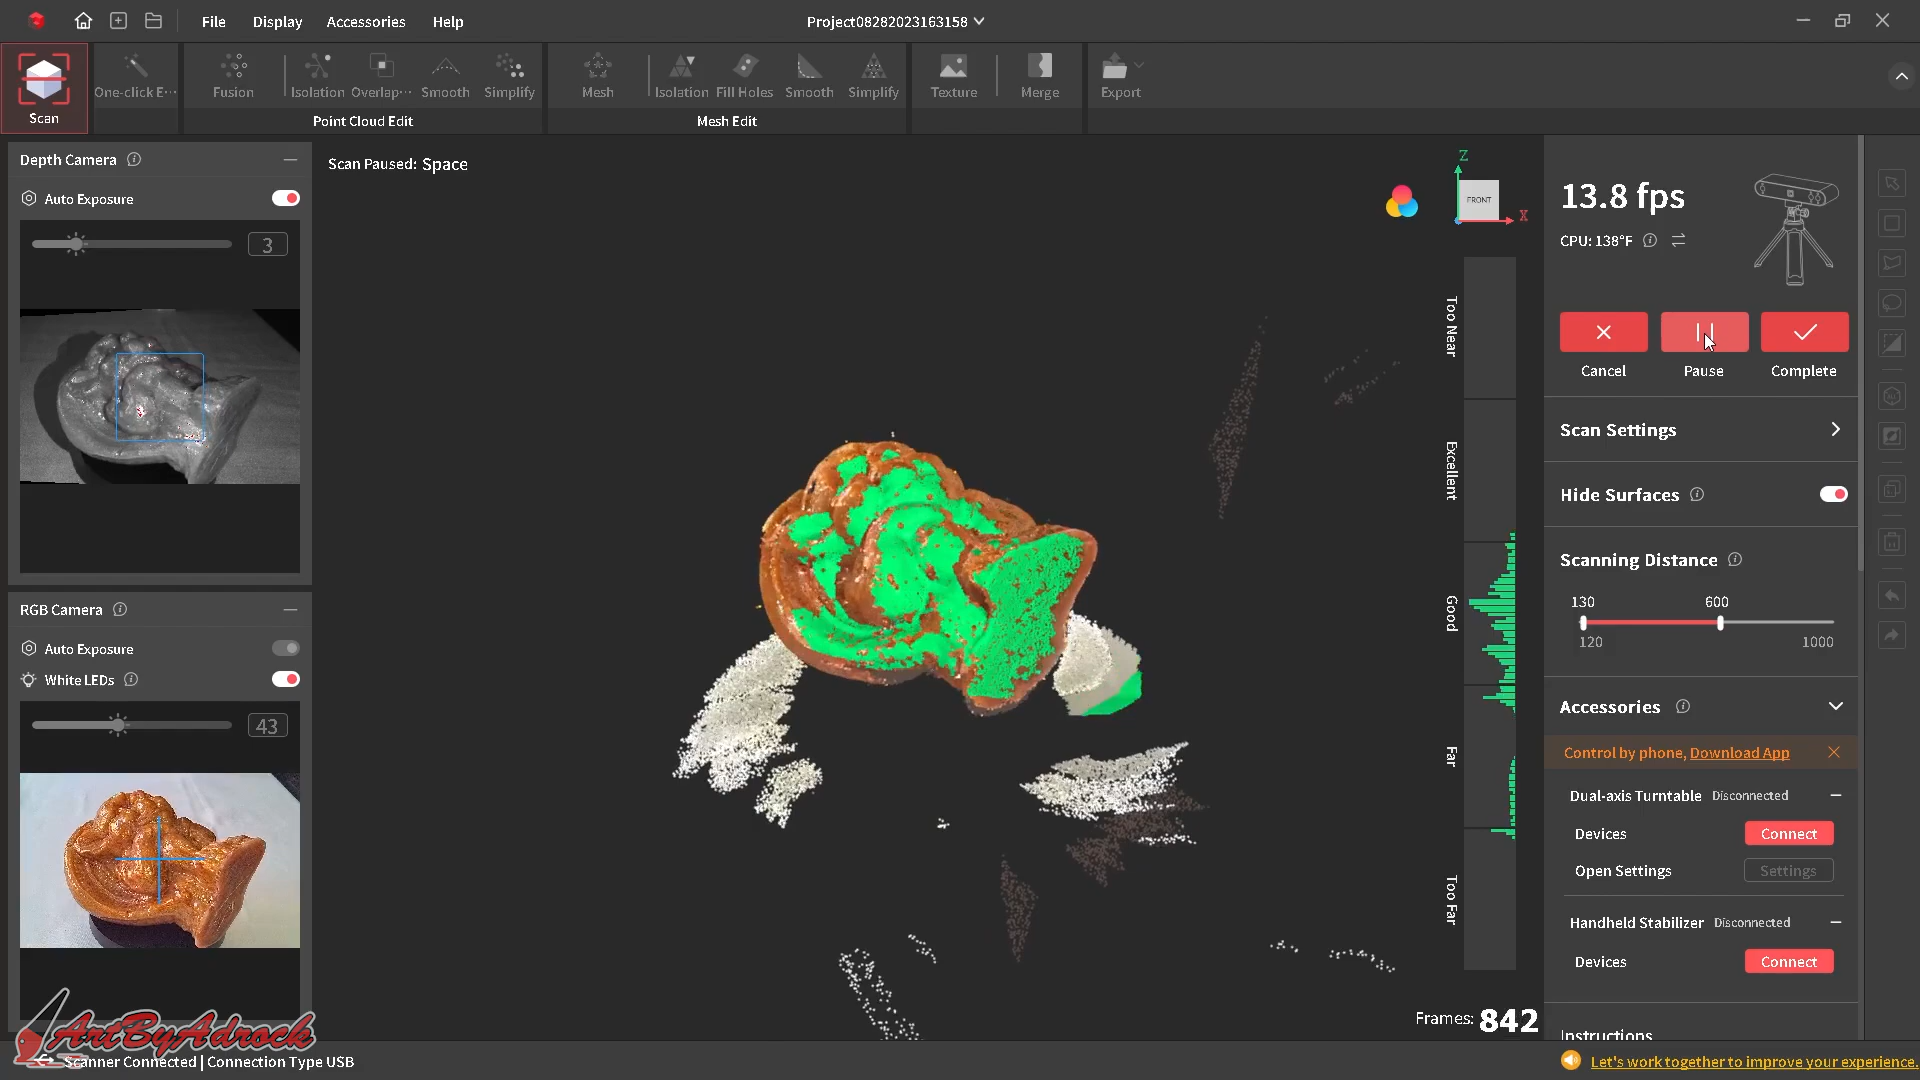 File Display Accessories Help
Project08282023163158
Scan
One-click E···
Fusion Isolation Overlap··· Smooth Simplify
Point Cloud Edit
Mesh Isolation Fill Holes Smooth Simplify
Mesh Edit
Texture Merge Export
Depth Camera
Auto Exposure
3
RGB Camera
Auto Exposure
White LEDs
43
ArtByAdrock
Scanner Connected | Connection Type USB
Scan Paused: Space
Z
FRONT
X
Too Near
Excellent
Good
Far
Too Far
Frames: 842
13.8 fps
CPU: 138°F
Cancel Pause Complete
Scan Settings
Hide Surfaces
Scanning Distance
130 600
120 1000
Accessories
Control by phone, Download App
Dual-axis Turntable Disconnected
Devices Connect
Open Settings Settings
Handheld Stabilizer Disconnected
Devices Connect
Instructions
Let's work together to improve your experience.